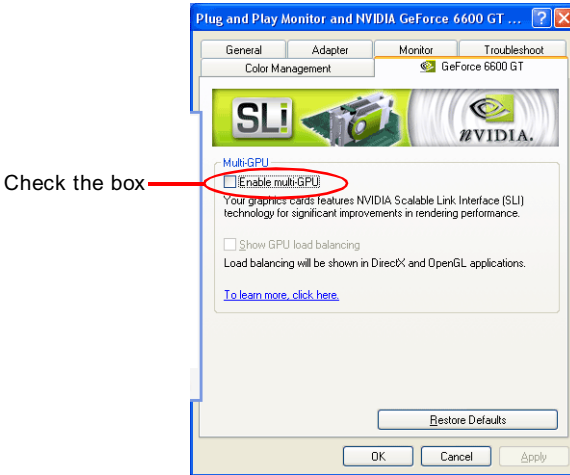 Plug and Play Monitor and NVIDIA GeForce 6600 GT ...
General Adapter Monitor Troubleshoot
Color Management GeForce 6600 GT
SLi nVIDIA.
Multi-GPU
Check the box Enable multi-GPU
Your graphics cards features NVIDIA Scalable Link Interface (SLI)
technology for significant improvements in rendering performance.
Show GPU load balancing
Load balancing will be shown in DirectX and OpenGL applications.
To learn more, click here.
Restore Defaults
OK Cancel Apply